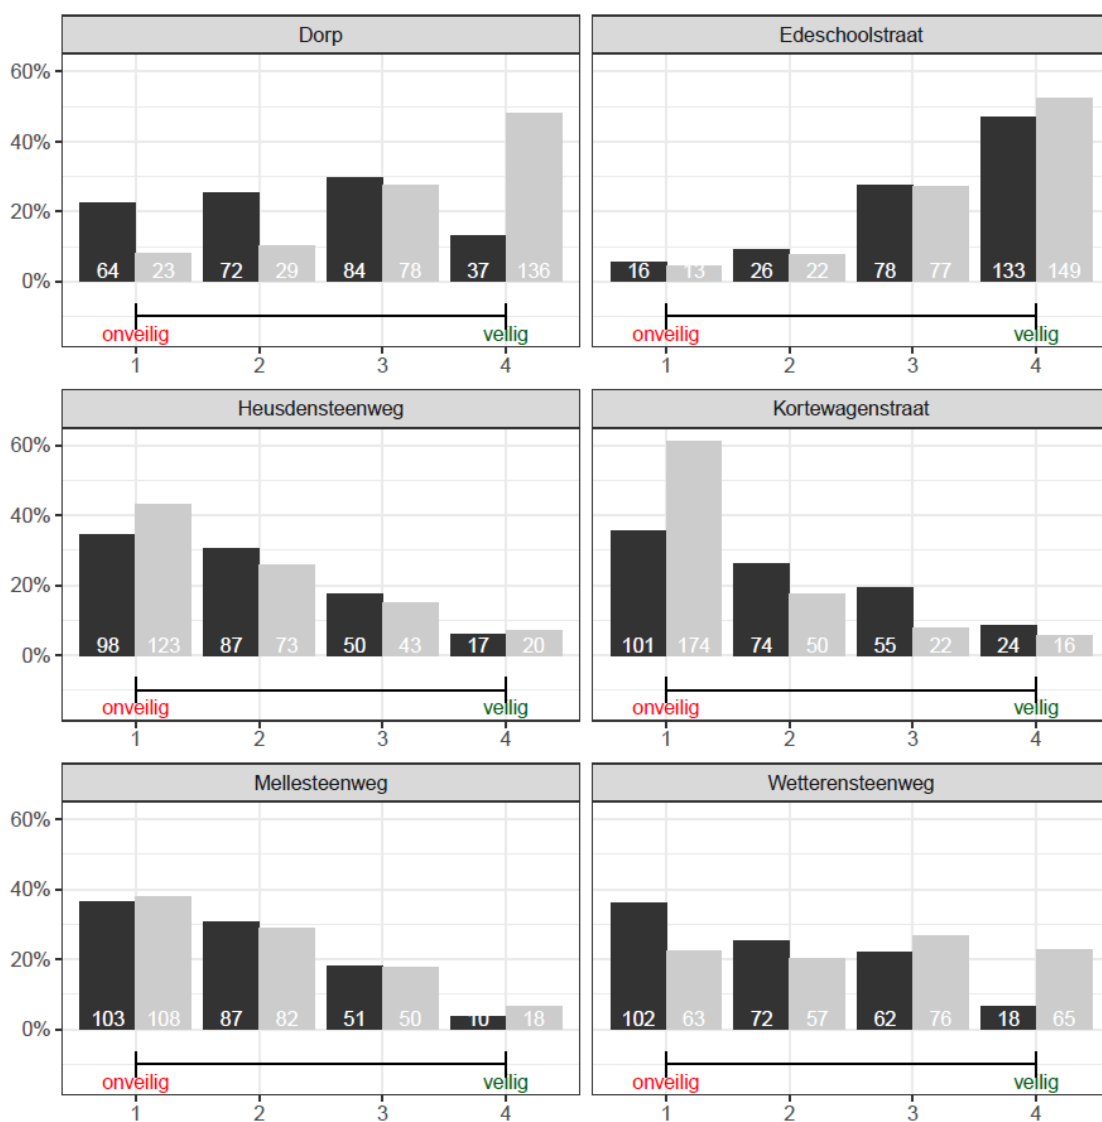 Dorp Edeschoolstraat
60%
40%
20%
64 23 72 29 84 78 37 136 16 13 26 22 78 77 133 149
0%
onveilig veilig onveilig veilig
1 2 3 4 1 2 3 4
Heusdensteenweg Kortewagenstraat
60%
40%
20%
98 123 87 73 50 43 17 20 101 174 74 50 55 22 24 16
0%
onveilig veilig onveilig veilig
1 2 3 4 1 2 3 4
Mellesteenweg Wetterensteenweg
60%
40%
20%
103 108 87 82 51 50 10 18 102 63 72 57 62 76 18 65
0%
onveilig veilig onveilig veilig
1 2 3 4 1 2 3 4